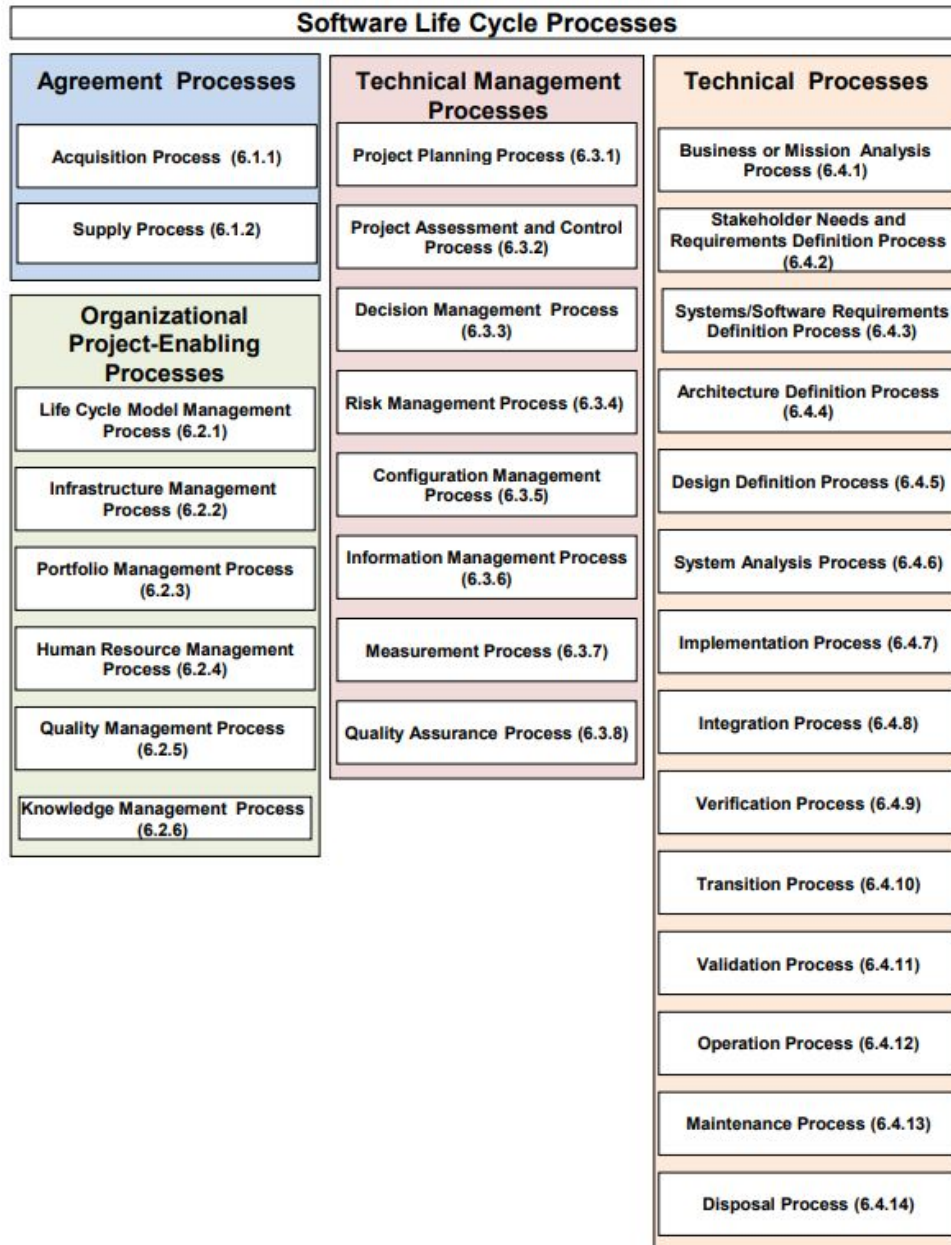 Software Life Cycle Processes
Agreement Processes
Acquisition Process (6.1.1)
Supply Process (6.1.2)
Organizational
Project-Enabling
Processes
Life Cycle Model Management
Process (6.2.1)
Infrastructure Management
Process (6.2.2)
Portfolio Management Process
(6.2.3)
Human Resource Management
Process (6.2.4)
Quality Management Process
(6.2.5)
Knowledge Management Process
(6.2.6)
Technical Management
Processes
Project Planning Process (6.3.1)
Project Assessment and Control
Process (6.3.2)
Decision Management Process
(6.3.3)
Risk Management Process (6.3.4)
Configuration Management
Process (6.3.5)
Information Management Process
(6.3.6)
Measurement Process (6.3.7)
Quality Assurance Process (6.3.8)
Technical Processes
Business or Mission Analysis
Process (6.4.1)
Stakeholder Needs and
Requirements Definition Process
(6.4.2)
Systems/Software Requirements
Definition Process (6.4.3)
Architecture Definition Process
(6.4.4)
Design Definition Process (6.4.5)
System Analysis Process (6.4.6)
Implementation Process (6.4.7)
Integration Process (6.4.8)
Verification Process (6.4.9)
Transition Process (6.4.10)
Validation Process (6.4.11)
Operation Process (6.4.12)
Maintenance Process (6.4.13)
Disposal Process (6.4.14)